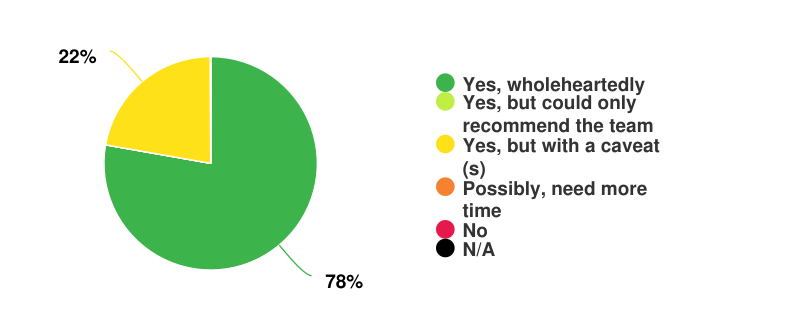 22%
78%
Yes, wholeheartedly
Yes, but could only
recommend the team
Yes, but with a caveat
(s)
Possibly, need more
time
No
N/A